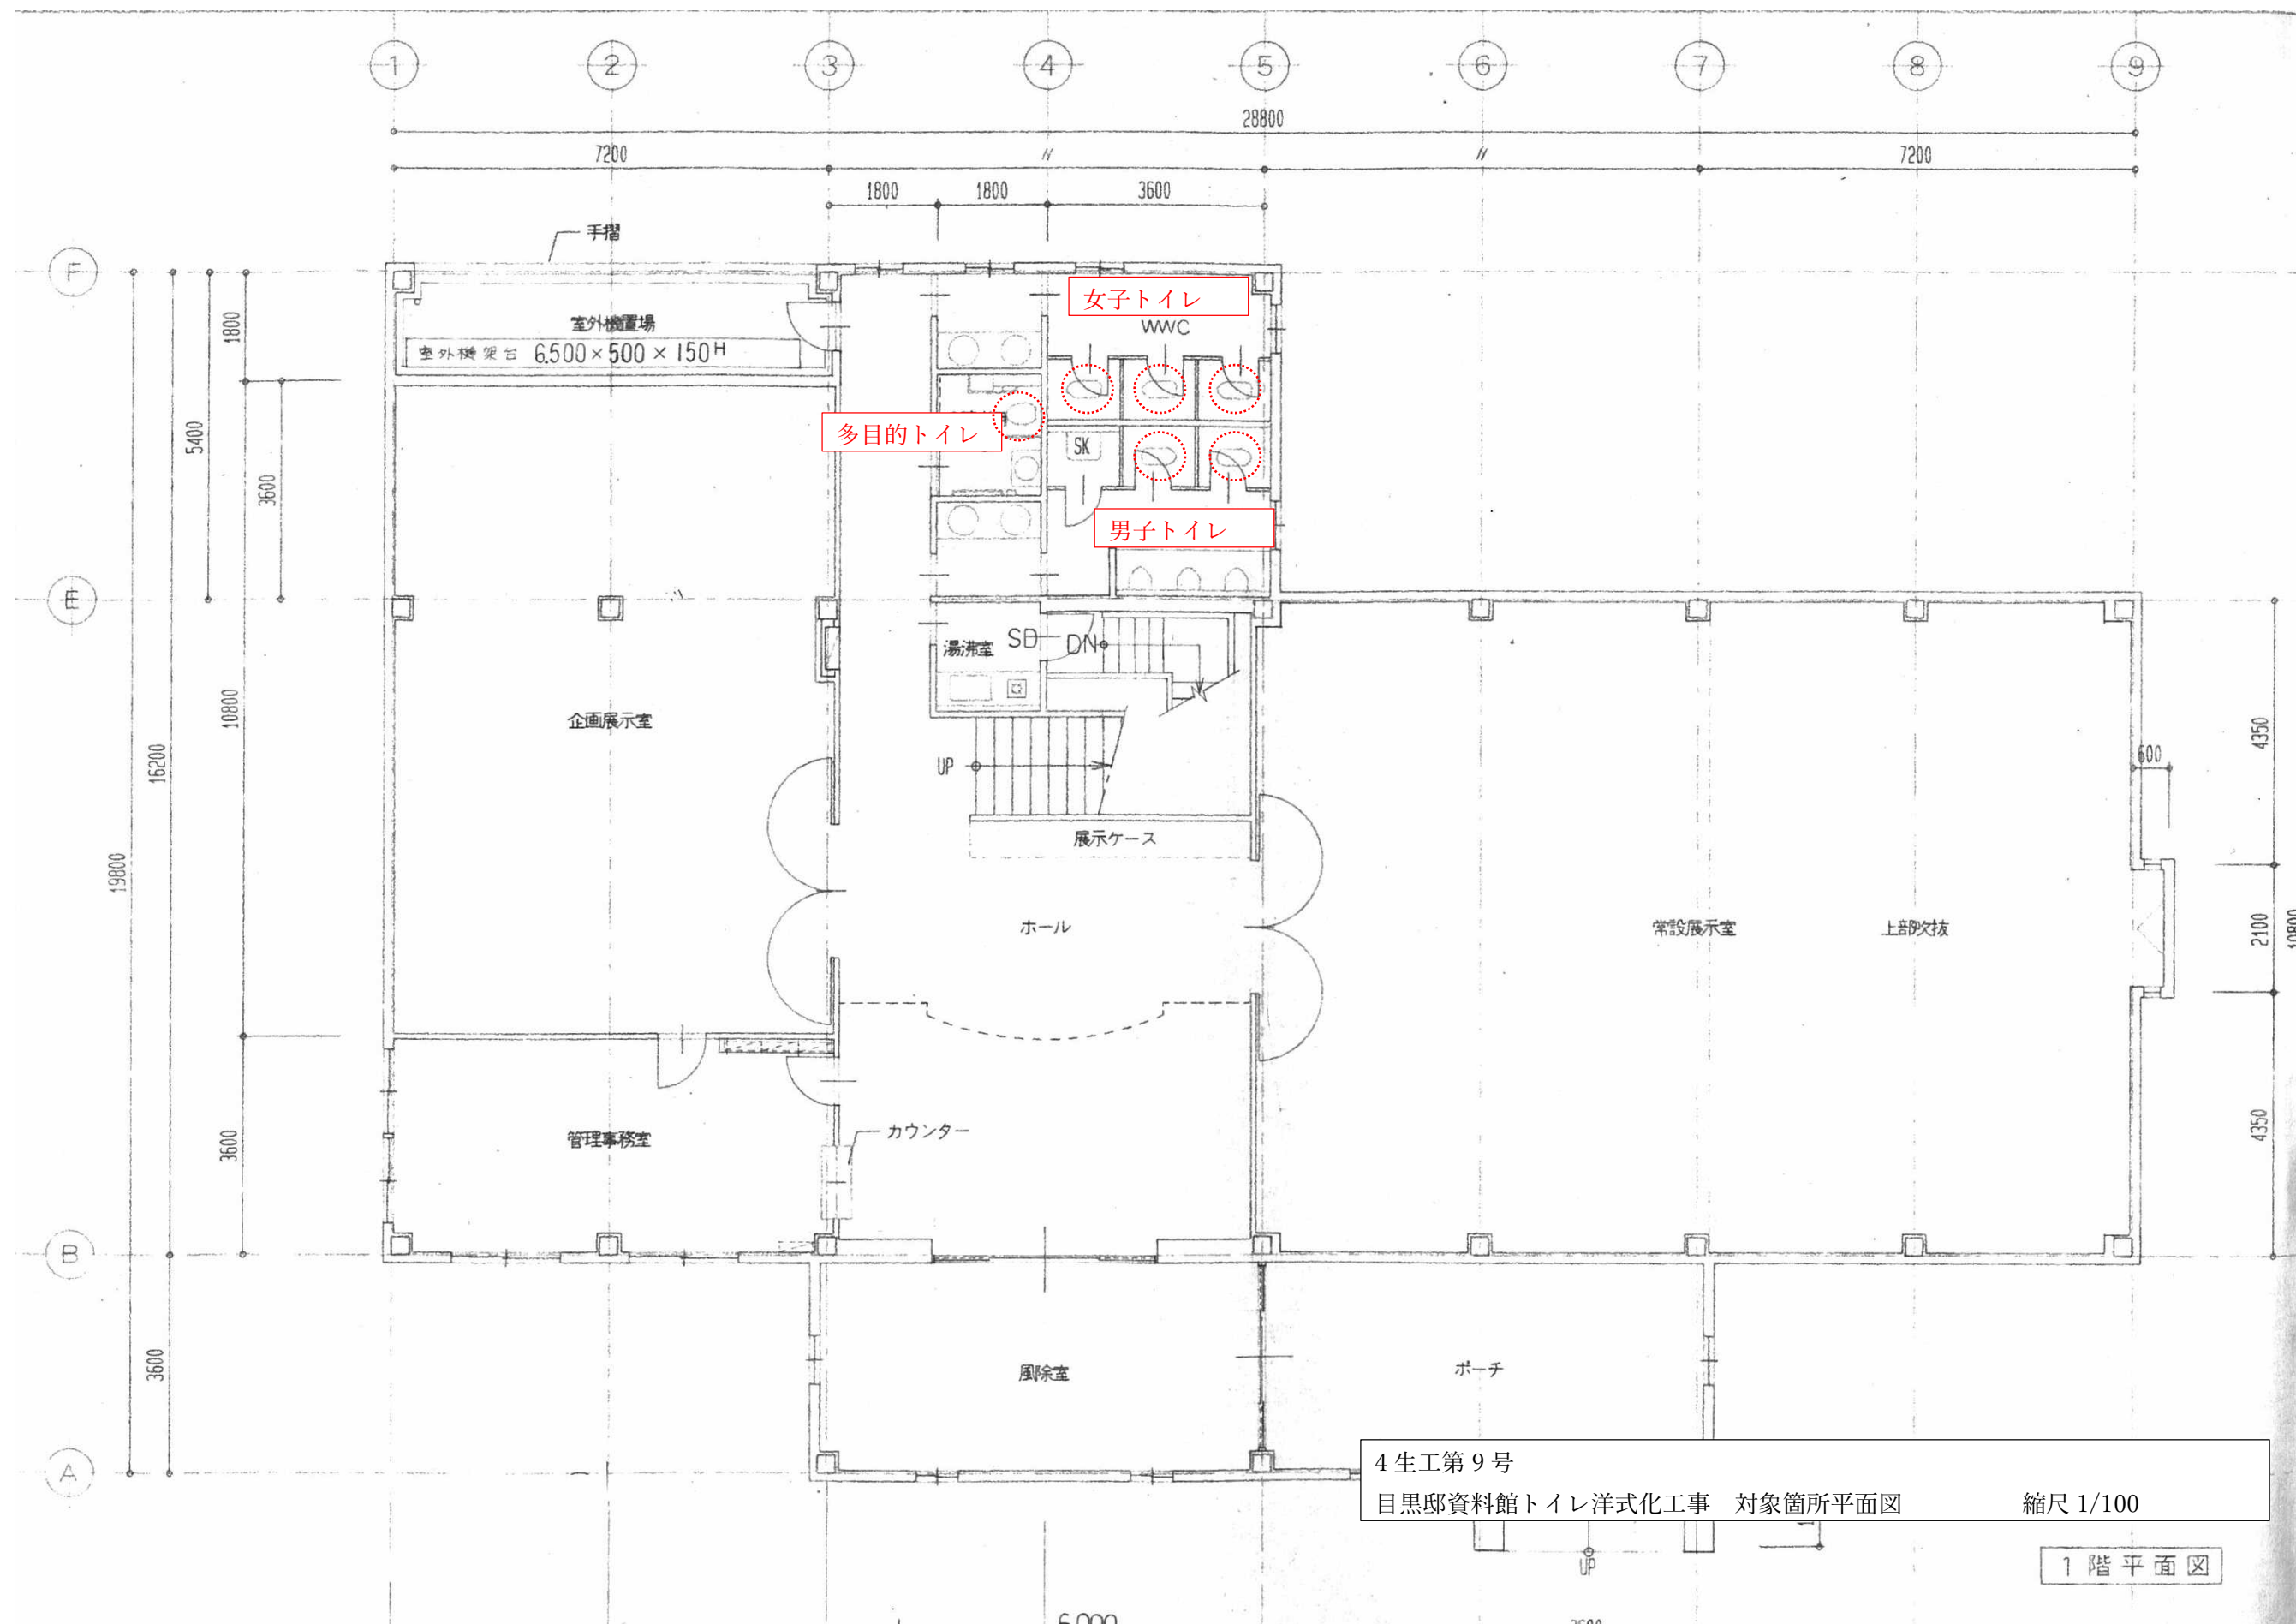 1 2 3 4 5 6 7 8 9
28800
7200 〃 〃 7200
1800 1800 3600
手摺
F
女子トイレ
WWC
室外機置場
室外機架台 6.500×500×150H
1800
多目的トイレ
SK
5400
3600
男子トイレ
E
湯沸室 SD DN
企画展示室
10800
16200
4350
600
UP
展示ケース
19800
ホール
常設展示室 上部吹抜
2100
10800
カウンター
管理事務室
3600
4350
B
3600
風除室
ポーチ
A
4生工第9号
目黒邸資料館トイレ洋式化工事 対象箇所平面図 縮尺 1/100
UP
1階平面図